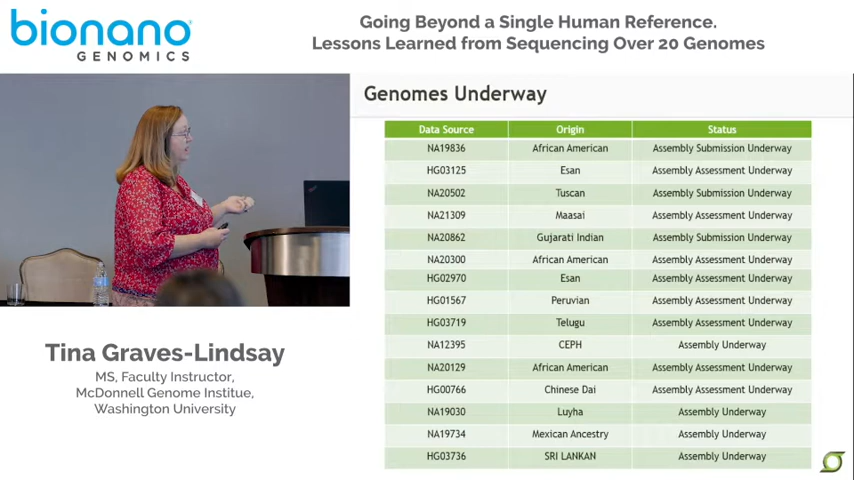 bionano
GENOMICS
Going Beyond a Single Human Reference.
Lessons Learned from Sequencing Over 20 Genomes
Genomes Underway
Data Source Origin Status
NA19836 African American Assembly Submission Underway
HG03125 Esan Assembly Assessment Underway
NA20502 Tuscan Assembly Submission Underway
NA21309 Maasai Assembly Assessment Underway
NA20862 Gujarati Indian Assembly Submission Underway
NA20300 African American Assembly Assessment Underway
HG02970 Esan Assembly Assessment Underway
HG01567 Peruvian Assembly Assessment Underway
HG03719 Telugu Assembly Assessment Underway
NA12395 CEPH Assembly Underway
NA20129 African American Assembly Assessment Underway
HG00766 Chinese Dai Assembly Assessment Underway
NA19030 Luyha Assembly Underway
NA19734 Mexican Ancestry Assembly Underway
HG03736 SRI LANKAN Assembly Underway
Tina Graves-Lindsay
MS, Faculty Instructor,
McDonnell Genome Institue,
Washington University